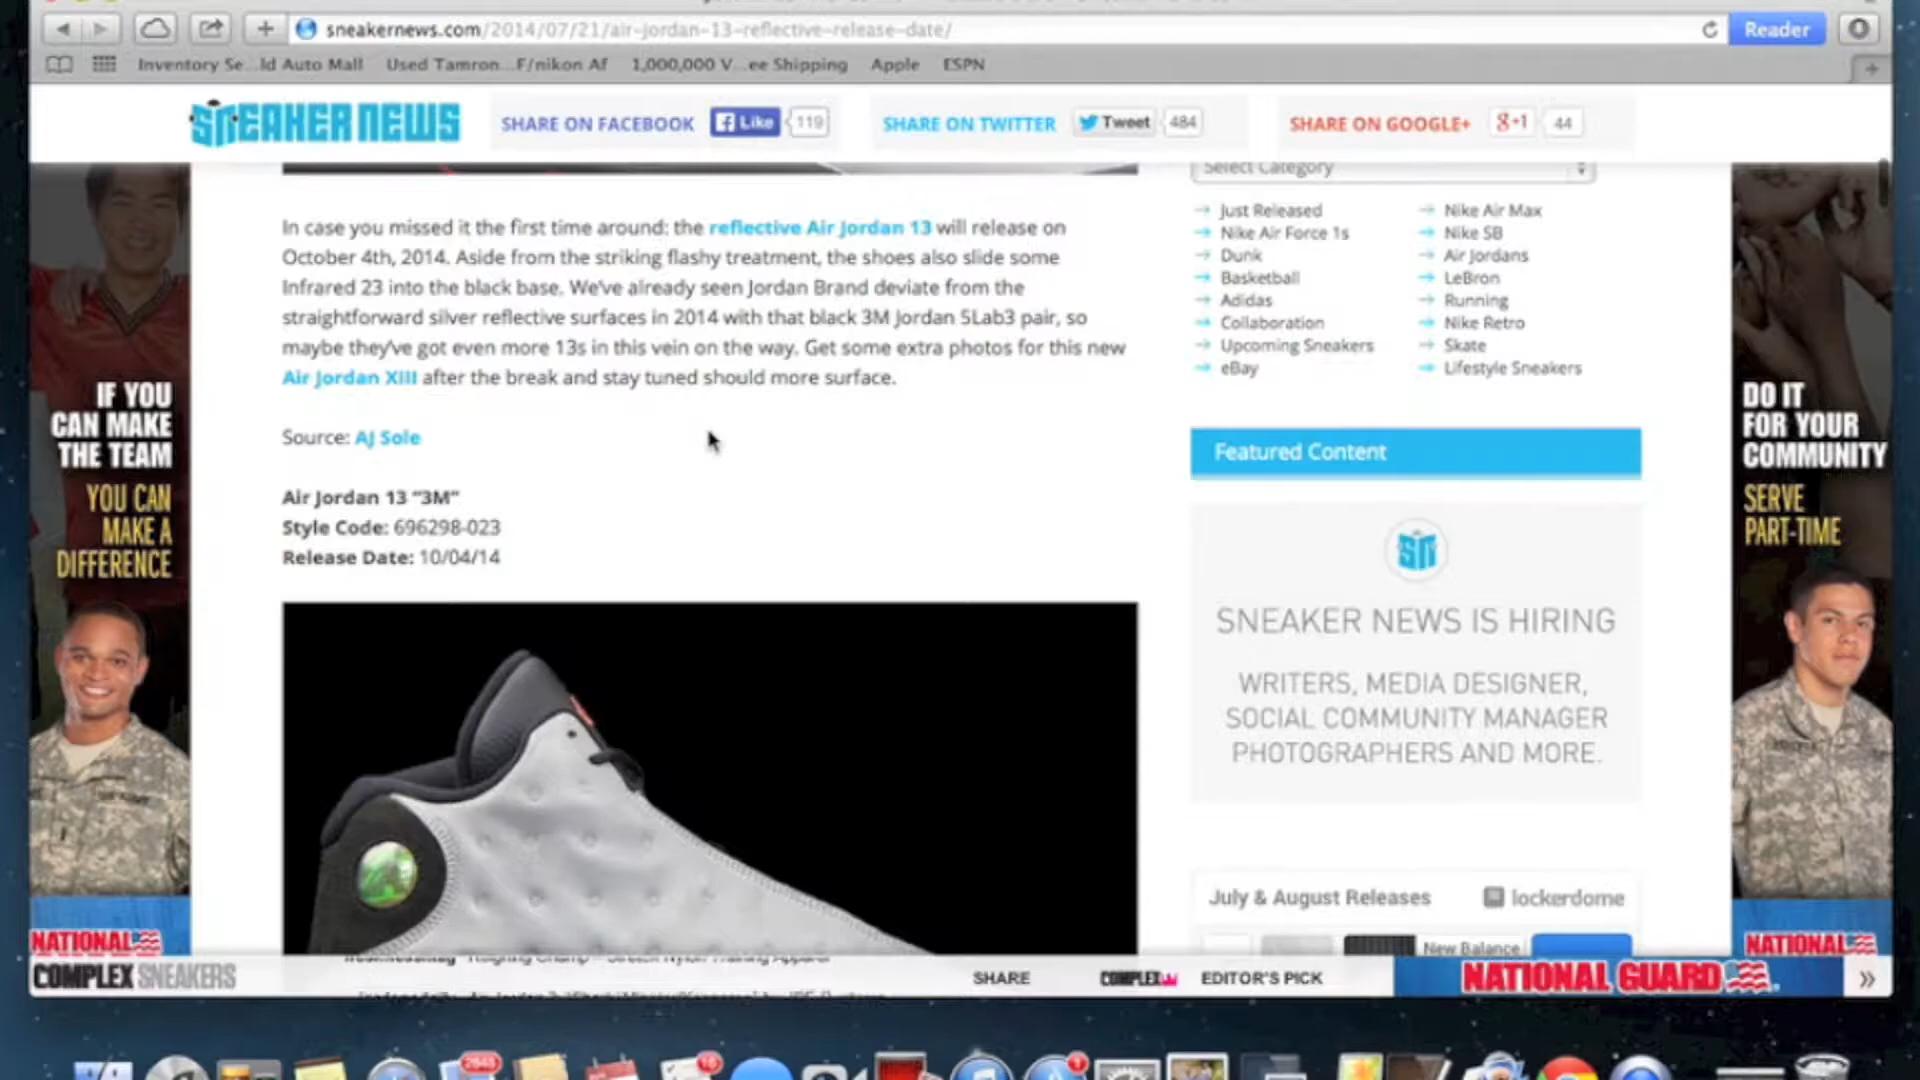 sneakernews.com/2014/07/21/air-jordan-13-reflective-release-date/
Reader
Inventory Se...ld Auto Mall Used Tamron...F/nikon Af 1,000,000 V...ee Shipping Apple ESPN
SNEAKER NEWS
SHARE ON FACEBOOK Like 119
SHARE ON TWITTER Tweet 484
SHARE ON GOOGLE+ g+1 44
In case you missed it the first time around: the reflective Air Jordan 13 will release on
October 4th, 2014. Aside from the striking flashy treatment, the shoes also slide some
Infrared 23 into the black base. We've already seen Jordan Brand deviate from the
straightforward silver reflective surfaces in 2014 with that black 3M Jordan 5Lab3 pair, so
maybe they've got even more 13s in this vein on the way. Get some extra photos for this new
Air Jordan XIII after the break and stay tuned should more surface.
Source: AJ Sole
Air Jordan 13 "3M"
Style Code: 696298-023
Release Date: 10/04/14
Select Category
Just Released
Nike Air Force 1s
Dunk
Basketball
Adidas
Collaboration
Upcoming Sneakers
eBay
Nike Air Max
Nike SB
Air Jordans
LeBron
Running
Nike Retro
Skate
Lifestyle Sneakers
Featured Content
SN
SNEAKER NEWS IS HIRING
WRITERS, MEDIA DESIGNER,
SOCIAL COMMUNITY MANAGER
PHOTOGRAPHERS AND MORE.
July & August Releases lockerdome
New Balance
IF YOU
CAN MAKE
THE TEAM
YOU CAN
MAKE A
DIFFERENCE
NATIONAL
DO IT
FOR YOUR
COMMUNITY
SERVE
PART-TIME
NATIONAL
COMPLEX SNEAKERS
SHARE
COMPLEX EDITOR'S PICK
NATIONAL GUARD